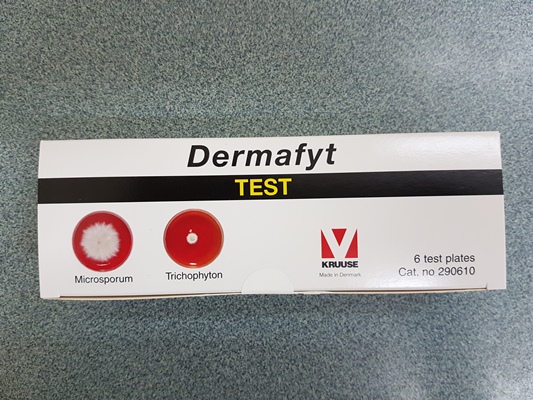 Dermafyt
TEST
Microsporum
Trichophyton
KRUUSE
Made in Denmark
6 test plates
Cat. no 290610